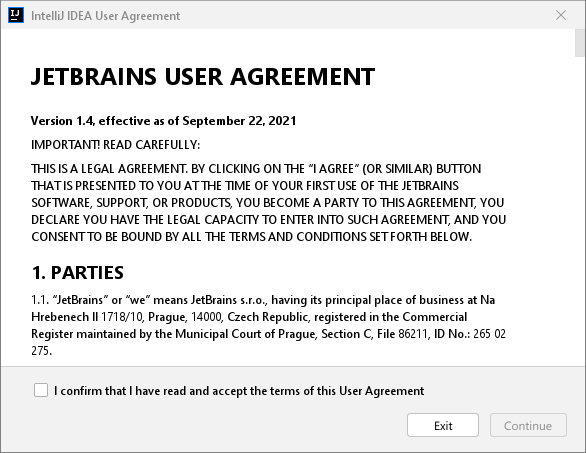 IJ
IntelliJ IDEA User Agreement
JETBRAINS USER AGREEMENT
Version 1.4, effective as of September 22, 2021
IMPORTANT! READ CAREFULLY:
THIS IS A LEGAL AGREEMENT. BY CLICKING ON THE “I AGREE” (OR SIMILAR) BUTTON
THAT IS PRESENTED TO YOU AT THE TIME OF YOUR FIRST USE OF THE JETBRAINS
SOFTWARE, SUPPORT, OR PRODUCTS, YOU BECOME A PARTY TO THIS AGREEMENT, YOU
DECLARE YOU HAVE THE LEGAL CAPACITY TO ENTER INTO SUCH AGREEMENT, AND YOU
CONSENT TO BE BOUND BY ALL THE TERMS AND CONDITIONS SET FORTH BELOW.
1. PARTIES
1.1. “JetBrains” or “we” means JetBrains s.r.o., having its principal place of business at Na
Hrebenech II 1718/10, Prague, 14000, Czech Republic, registered in the Commercial
Register maintained by the Municipal Court of Prague, Section C, File 86211, ID No.: 265 02
275.
I confirm that I have read and accept the terms of this User Agreement
Exit
Continue